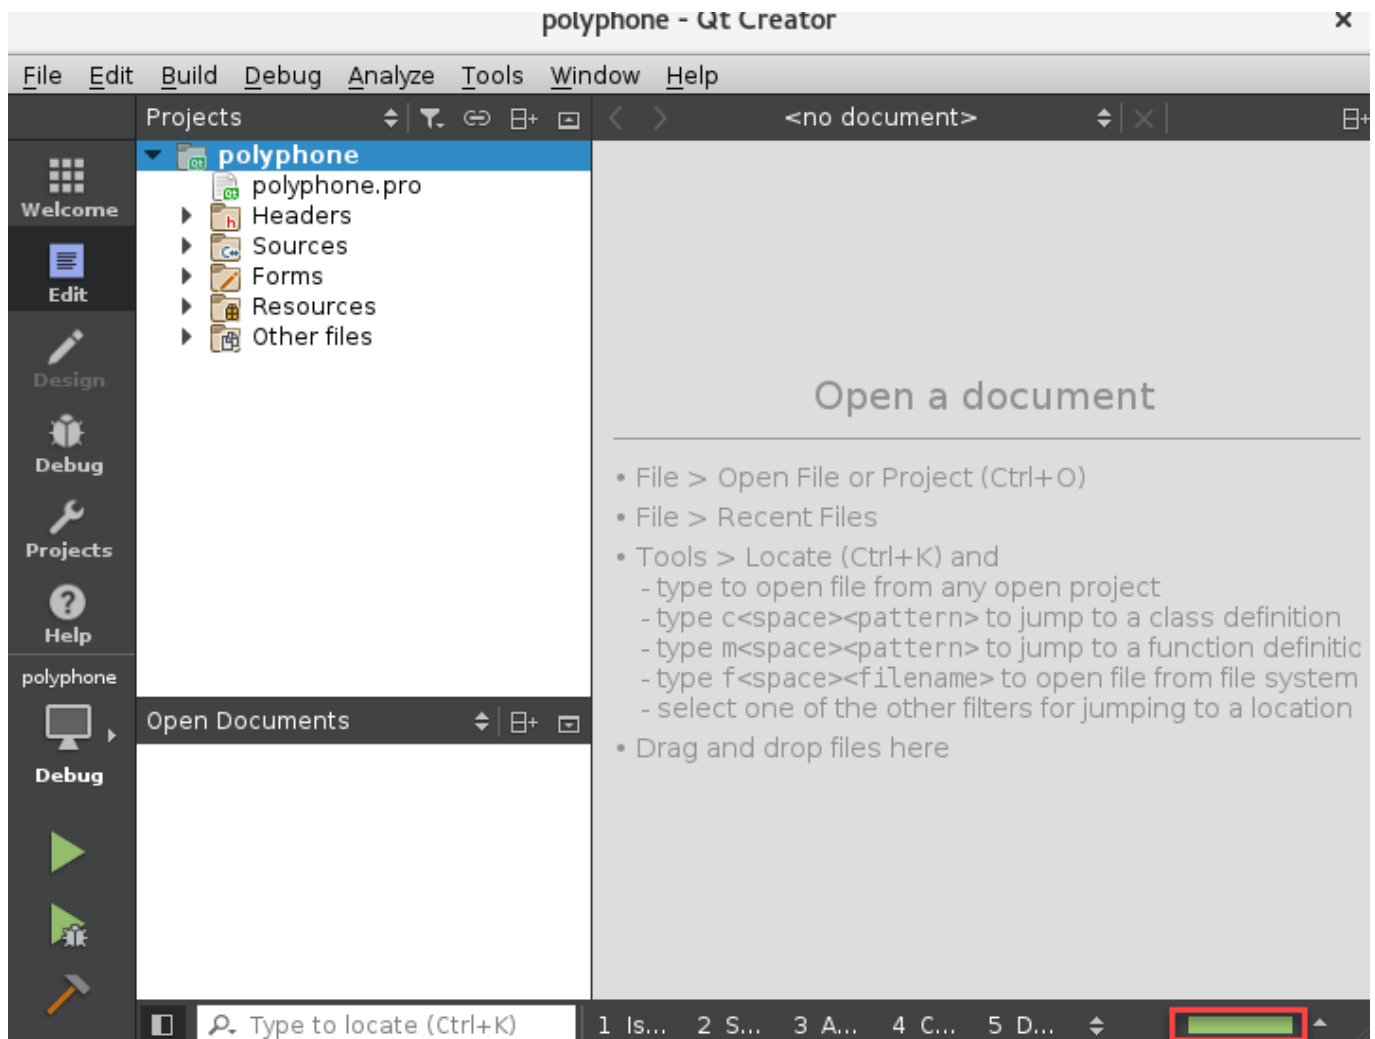 polyphone - Qt Creator
File Edit Build Debug Analyze Tools Window Help
Projects
<no document>
Welcome
Edit
Design
Debug
Projects
Help
polyphone
Debug
polyphone
polyphone.pro
Headers
Sources
Forms
Resources
Other files
Open Documents
Open a document
• File > Open File or Project (Ctrl+O)
• File > Recent Files
• Tools > Locate (Ctrl+K) and
- type to open file from any open project
- type c<space><pattern> to jump to a class definition
- type m<space><pattern> to jump to a function definitio
- type f<space><filename> to open file from file system
- select one of the other filters for jumping to a location
• Drag and drop files here
Type to locate (Ctrl+K)
1 Is... 2 S... 3 A... 4 C... 5 D...